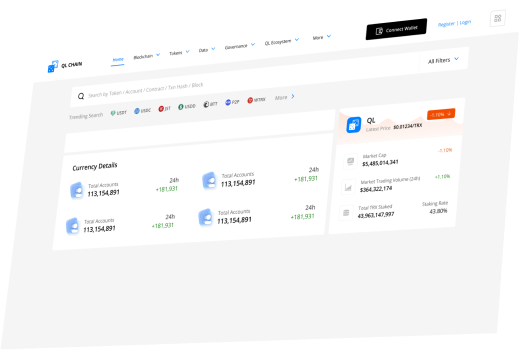 QL CHAIN
Home Blockchain Tokens Data Governance QL Ecosystem More Connect Wallet Register | Login
Search by Token / Account / Contract / Txn Hash / Block
All Filters
Trending Search USDT USDC JST USDD BTT P2P WTRX More
QL
Latest Price $0.01234/TRX
-1.10%
Currency Details
Total Accounts
113,154,891
24h
+181,931
Total Accounts
113,154,891
24h
+181,931
Total Accounts
113,154,891
24h
+181,931
Total Accounts
113,154,891
24h
+181,931
Market Cap
$5,485,014,341
-1.10%
Market Trading Volume (24h)
$364,322,174
+1.10%
Total TRX Staked
43,963,147,997
Staking Rate
43.80%